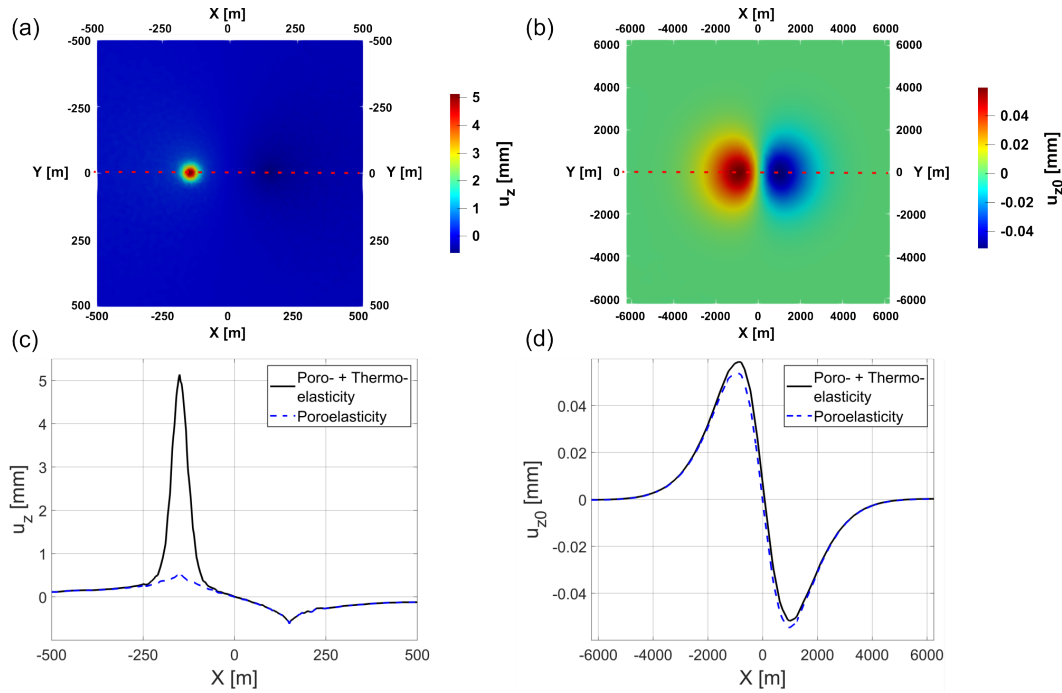 (a)
X [m]
-500 -250 0 250 500
-500 -500
-250 -250
Y [m] 0 0 Y [m]
250 250
500 500
-500 -250 0 250 500
X [m]
5
4
3
2
1
0
uz [mm]
(b)
X [m]
-6000 -4000 -2000 0 2000 4000 6000
6000 6000
4000 4000
2000 2000
Y [m] 0 0 Y [m]
-2000 -2000
-4000 -4000
-6000 -6000
-6000 -4000 -2000 0 2000 4000 6000
X [m]
0.04
0.02
0
-0.02
-0.04
uz0 [mm]
(c)
Poro- + Thermo-
elasticity
Poroelasticity
5
4
3
2
1
0
uz [mm]
-500 -250 0 250 500
X [m]
(d)
Poro- + Thermo-
elasticity
Poroelasticity
0.04
0.02
0
-0.02
-0.04
uz0 [mm]
-6000 -4000 -2000 0 2000 4000 6000
X [m]